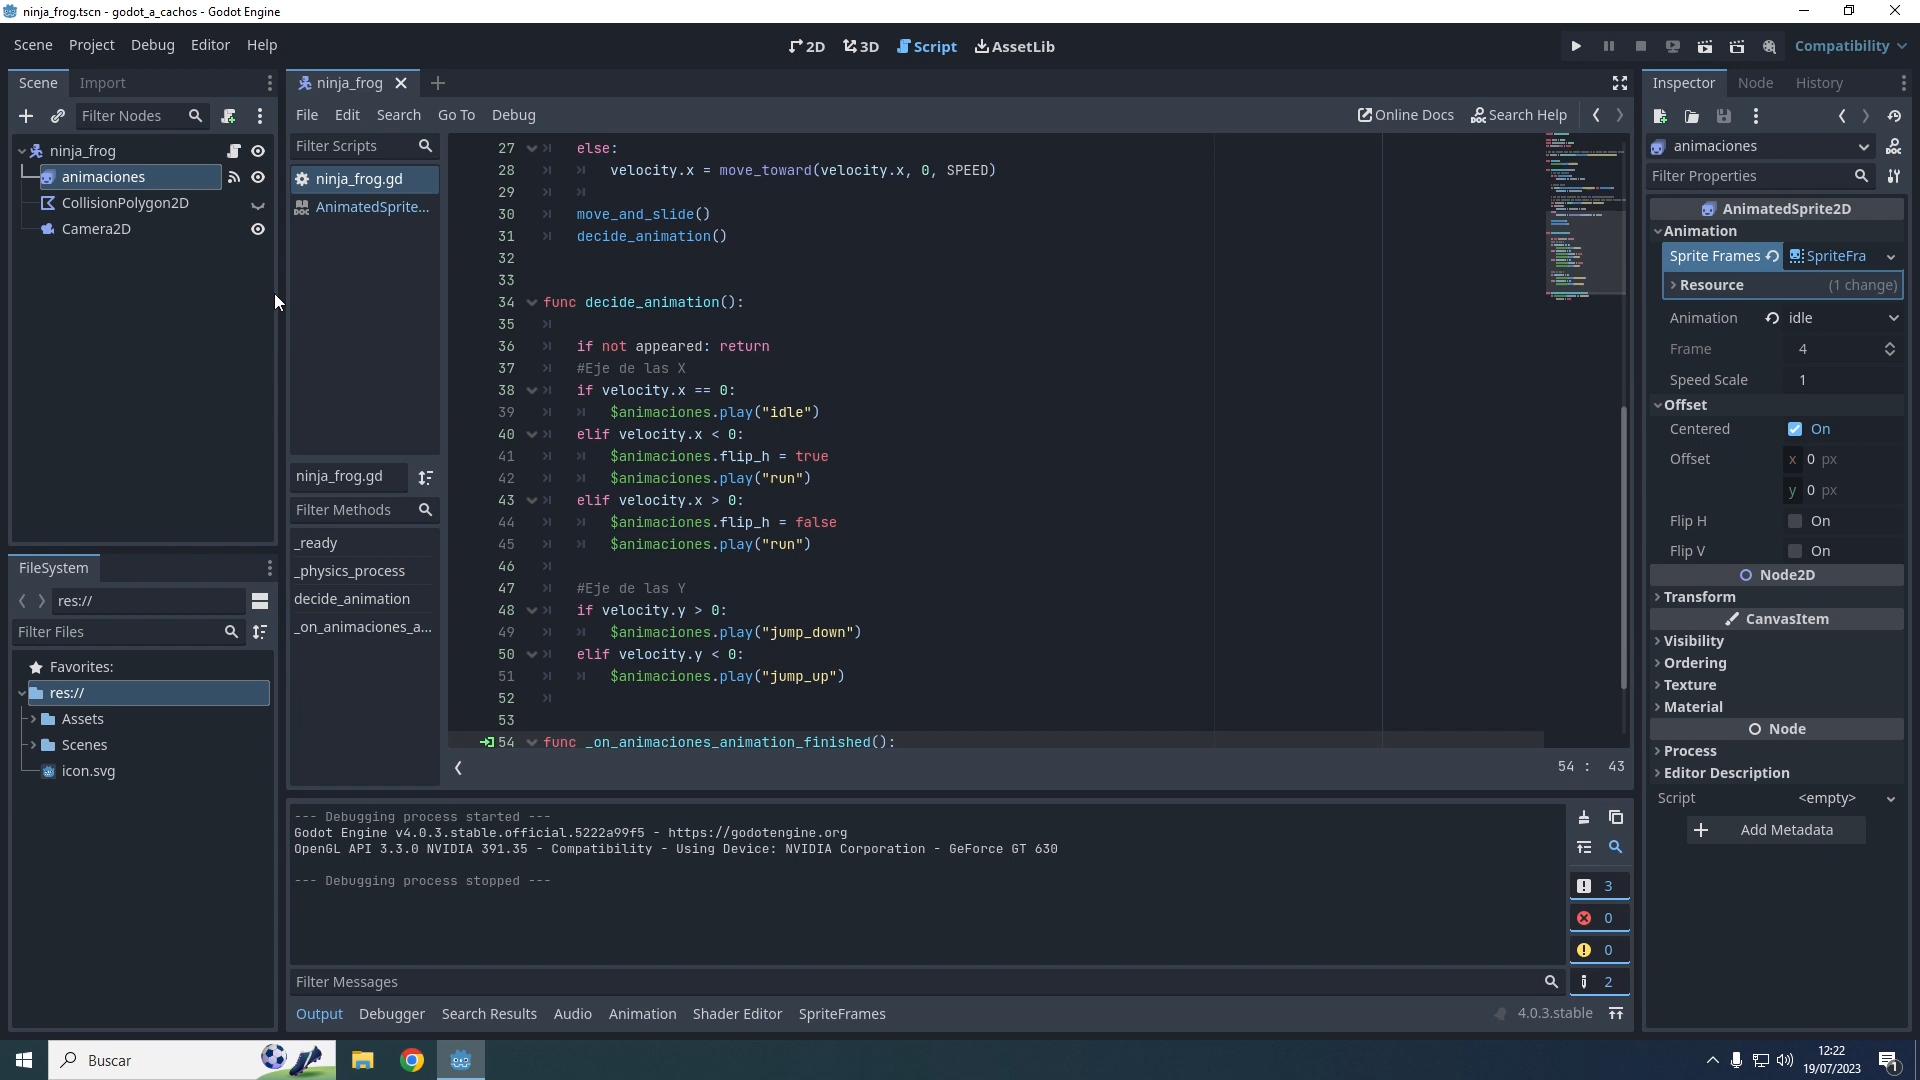 ninja_frog.tscn - godot_a_cachos - Godot Engine
Scene Project Debug Editor Help
2D 3D Script AssetLib
Compatibility
Scene Import
ninja_frog
Inspector Node History
Filter Nodes
File Edit Search Go To Debug
Online Docs Search Help
ninja_frog
animaciones
CollisionPolygon2D
Camera2D
Filter Scripts
ninja_frog.gd
AnimatedSprite...
ninja_frog.gd
Filter Methods
_ready
_physics_process
decide_animation
_on_animaciones_a...
27 else:
28 velocity.x = move_toward(velocity.x, 0, SPEED)
29
30 move_and_slide()
31 decide_animation()
32
33
34 func decide_animation():
35
36 if not appeared: return
37 #Eje de las X
38 if velocity.x == 0:
39 $animaciones.play("idle")
40 elif velocity.x < 0:
41 $animaciones.flip_h = true
42 $animaciones.play("run")
43 elif velocity.x > 0:
44 $animaciones.flip_h = false
45 $animaciones.play("run")
46
47 #Eje de las Y
48 if velocity.y > 0:
49 $animaciones.play("jump_down")
50 elif velocity.y < 0:
51 $animaciones.play("jump_up")
52
53
54 func _on_animaciones_animation_finished():
54 : 43
FileSystem
res://
Filter Files
Favorites:
res://
Assets
Scenes
icon.svg
--- Debugging process started ---
Godot Engine v4.0.3.stable.official.5222a99f5 - https://godotengine.org
OpenGL API 3.3.0 NVIDIA 391.35 - Compatibility - Using Device: NVIDIA Corporation - GeForce GT 630
--- Debugging process stopped ---
3
0
0
2
Filter Messages
Output Debugger Search Results Audio Animation Shader Editor SpriteFrames
4.0.3.stable
animaciones
Filter Properties
AnimatedSprite2D
Animation
Sprite Frames SpriteFra
Resource (1 change)
Animation idle
Frame 4
Speed Scale 1
Offset
Centered On
Offset x 0 px
y 0 px
Flip H On
Flip V On
Node2D
Transform
CanvasItem
Visibility
Ordering
Texture
Material
Node
Process
Editor Description
Script <empty>
Add Metadata
Buscar
12:22
19/07/2023
1